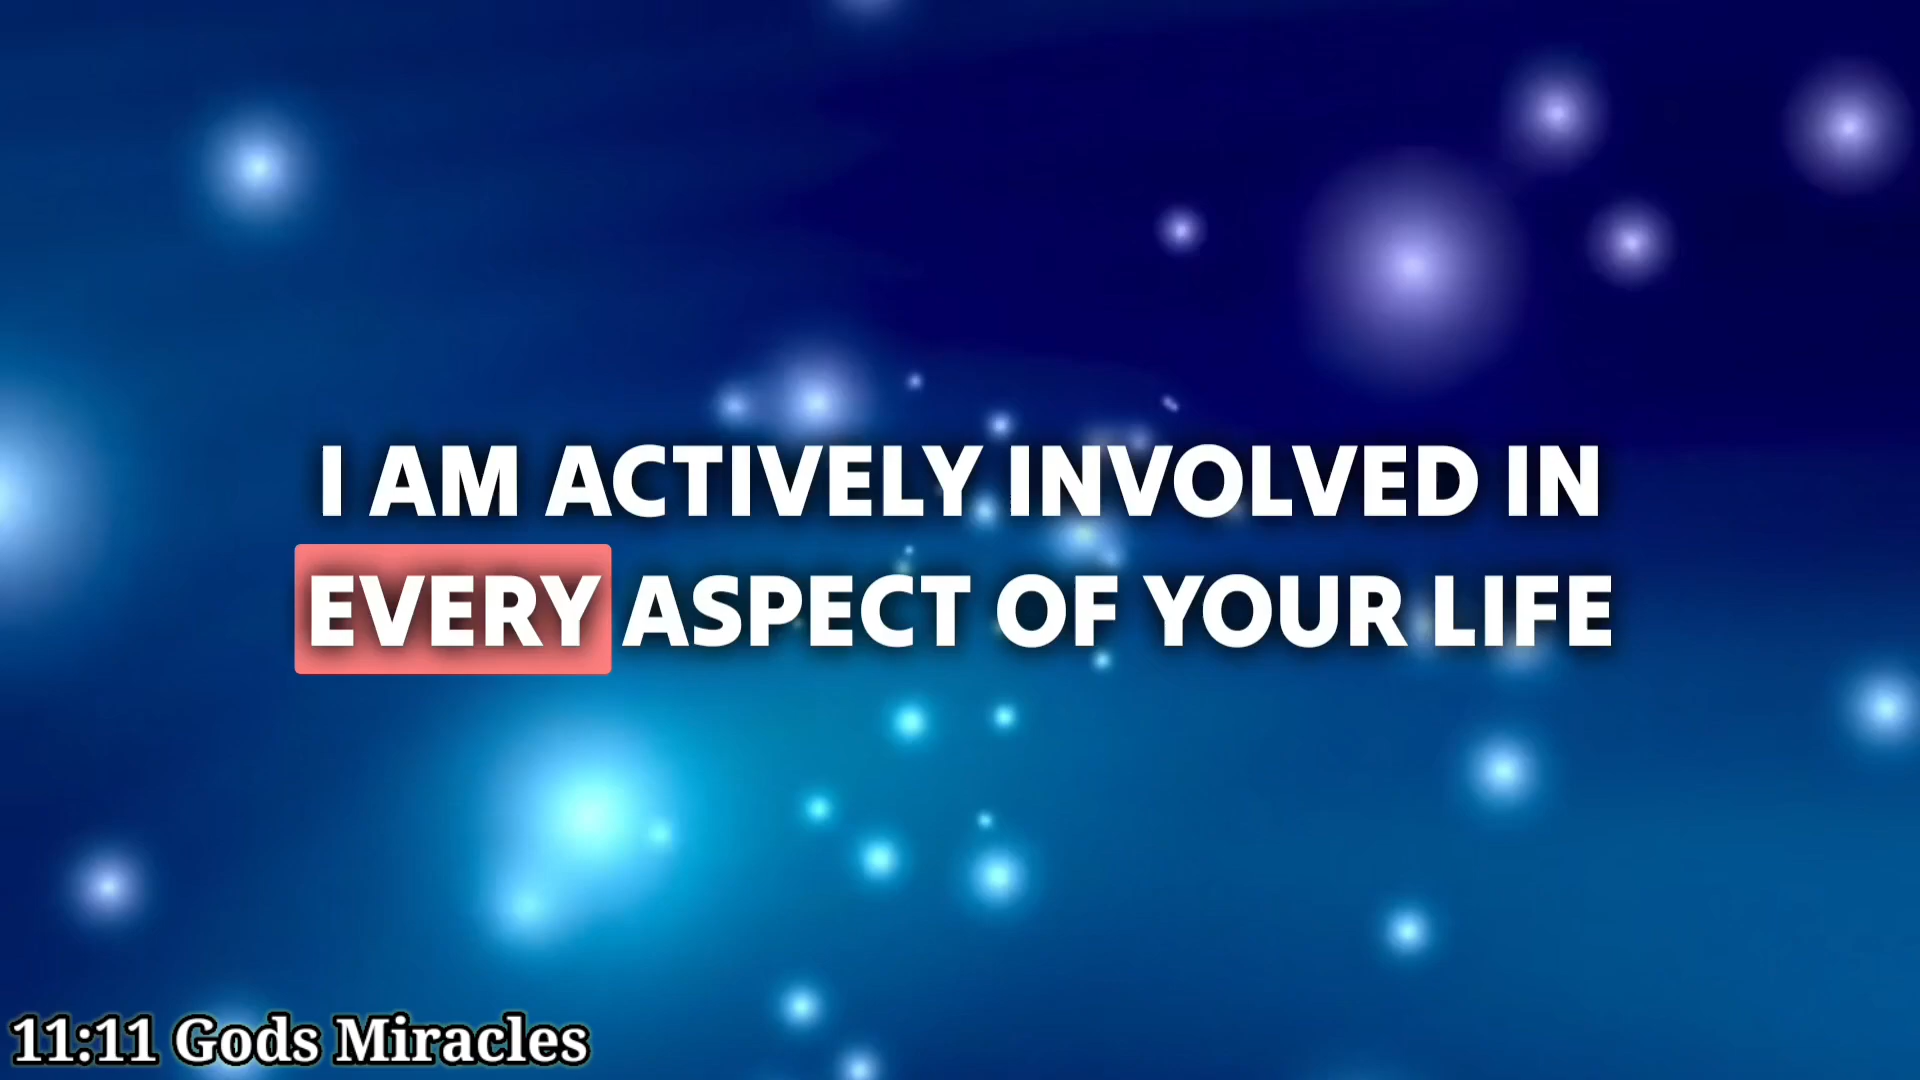 I AM ACTIVELY INVOLVED IN
EVERY ASPECT OF YOUR LIFE
11:11 Gods Miracles